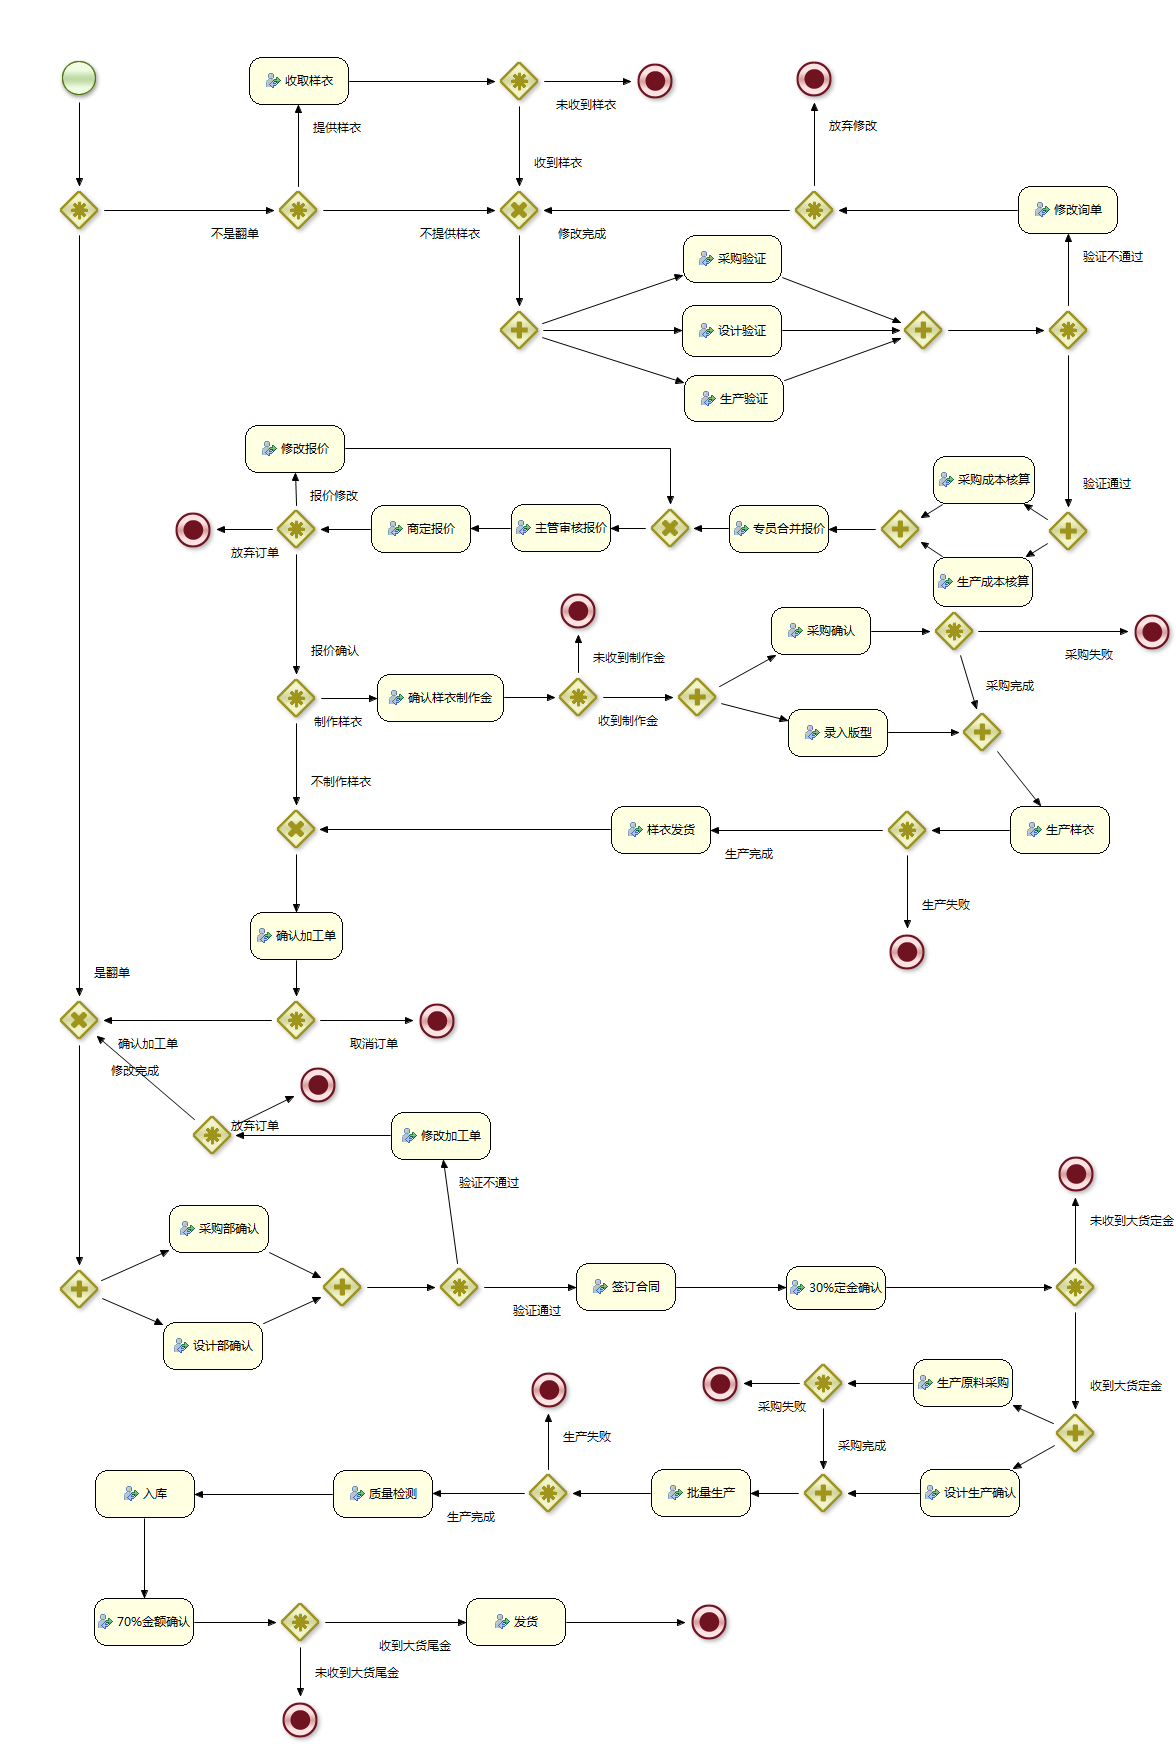 收取样衣
未收到样衣
提供样衣
放弃修改
收到样衣
修改询单
不是翻单
不提供样衣
修改完成
验证不通过
采购验证
设计验证
生产验证
修改报价
采购成本核算
验证通过
报价修改
商定报价
主管审核报价
专员合并报价
放弃订单
生产成本核算
采购确认
报价确认
未收到制作金
采购失败
采购完成
确认样衣制作金
制作样衣
收到制作金
录入版型
不制作样衣
样衣发货
生产样衣
生产完成
生产失败
确认加工单
是翻单
确认加工单
取消订单
修改完成
放弃订单
修改加工单
验证不通过
采购部确认
未收到大货定金
签订合同
30%定金确认
验证通过
设计部确认
生产原料采购
收到大货定金
采购失败
生产失败
采购完成
入库
质量检测
批量生产
设计生产确认
生产完成
70%金额确认
发货
收到大货尾金
未收到大货尾金